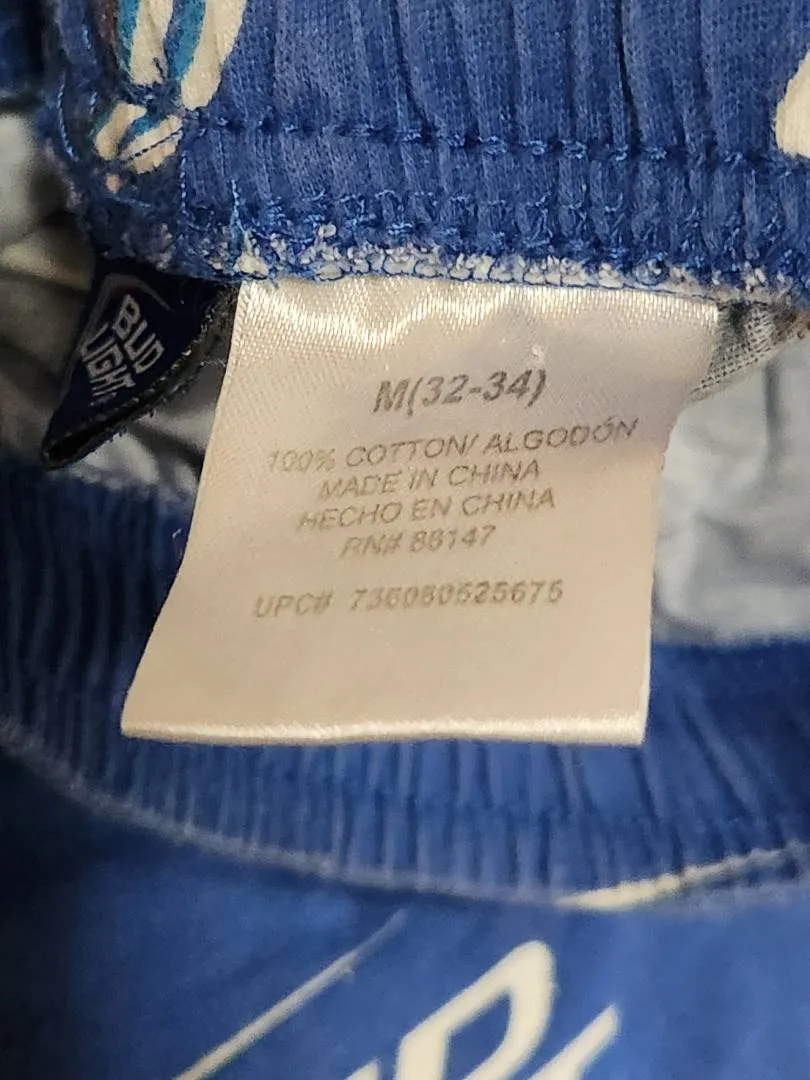 BUD
LIGHT
M(32-34)
100% COTTON/ ALGODÓN
MADE IN CHINA
HECHO EN CHINA
RN# 88147
UPC# 736080525675